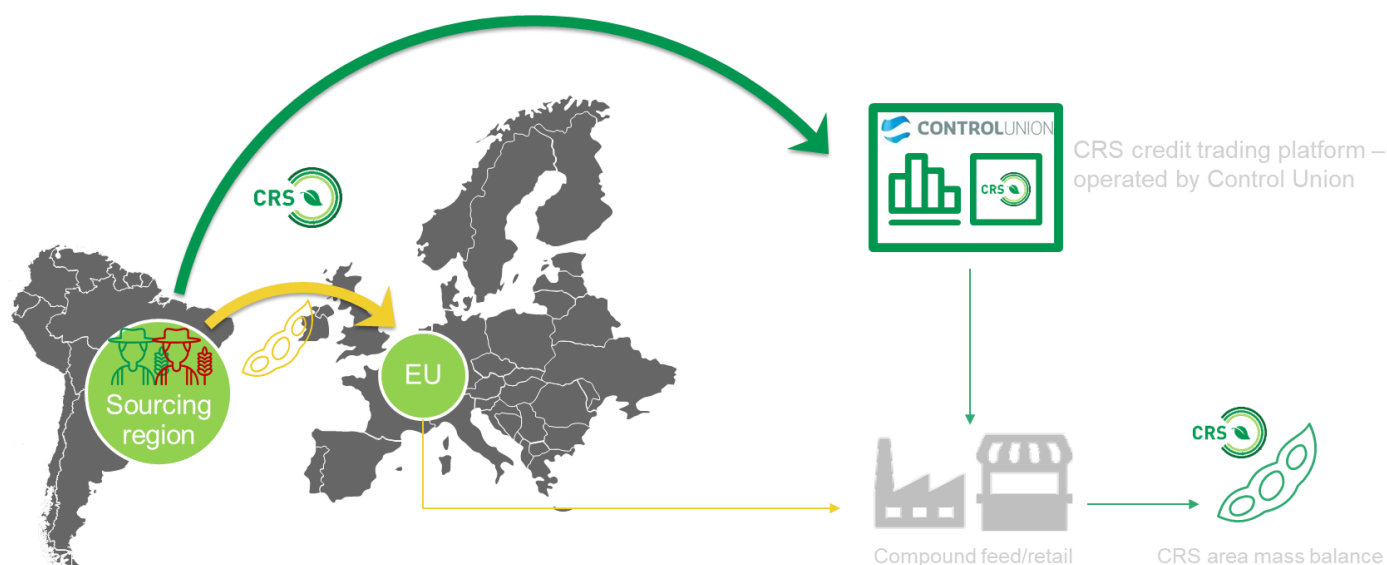 CONTROLUNION
CRS credit trading platform –
operated by Control Union
CRS
CRS
EU
Sourcing
region
CRS
Compound feed/retail
CRS area mass balance